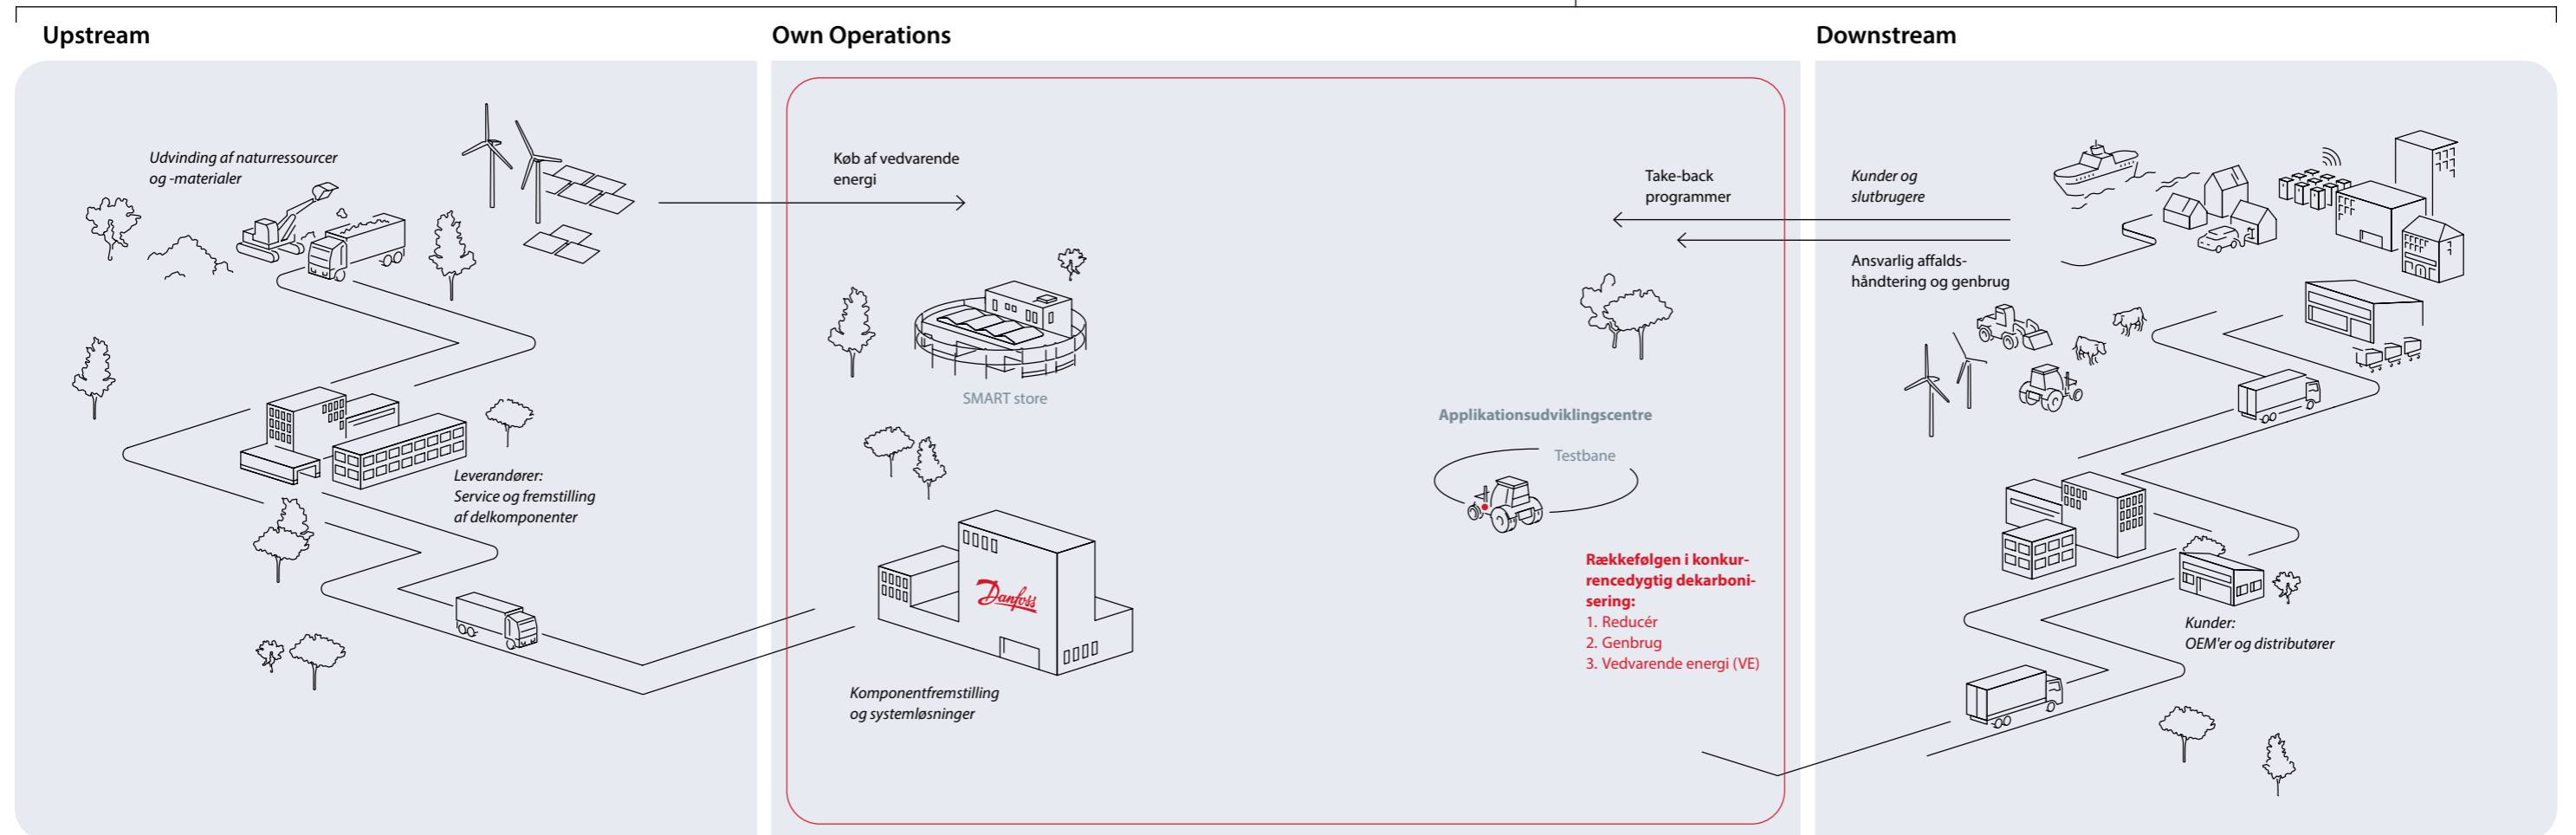 Upstream
Own Operations
Downstream
Udvinding af naturressourcer
og -materialer
Leverandører:
Service og fremstilling
af delkomponenter
Køb af vedvarende
energi
SMART store
Danfoss
Komponentfremstilling
og systemløsninger
Take-back
programmer
Applikationsudviklingscentre
Testbane
Rækkefølgen i konkur-
rencedygtig dekarboni-
sering:
1. Reducér
2. Genbrug
3. Vedvarende energi (VE)
Kunder og
slutbrugere
Ansvarlig affalds-
håndtering og genbrug
Kunder:
OEM'er og distributører